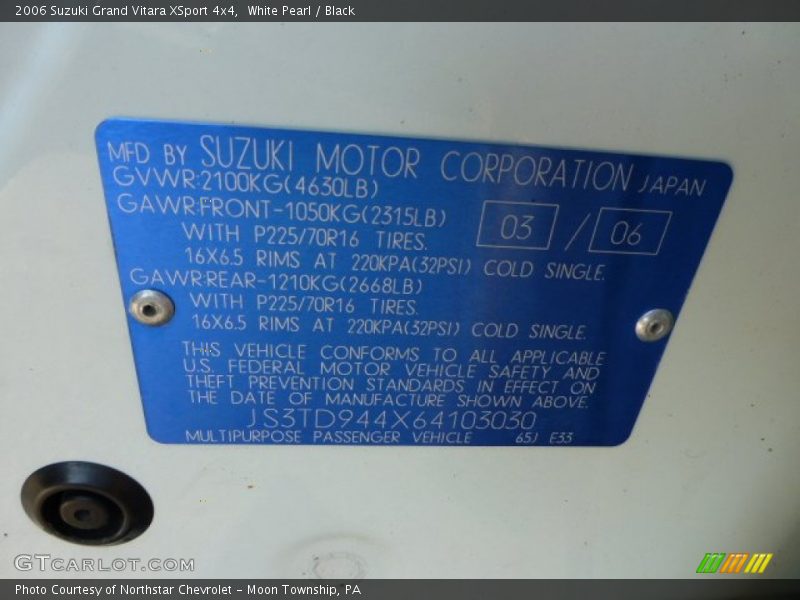 2006 Suzuki Grand Vitara XSport 4x4, White Pearl / Black
MFD BY SUZUKI MOTOR CORPORATION JAPAN
GVWR:2100KG(4630LB)
GAWR:FRONT-1050KG(2315LB)
03 / 06
WITH P225/70R16 TIRES.
16X6.5 RIMS AT 220KPA(32PSI) COLD SINGLE.
GAWR:REAR-1210KG(2668LB)
WITH P225/70R16 TIRES.
16X6.5 RIMS AT 220KPA(32PSI) COLD SINGLE.
THIS VEHICLE CONFORMS TO ALL APPLICABLE
U.S. FEDERAL MOTOR VEHICLE SAFETY AND
THEFT PREVENTION STANDARDS IN EFFECT ON
THE DATE OF MANUFACTURE SHOWN ABOVE.
JS3TD944X64103030
MULTIPURPOSE PASSENGER VEHICLE 65J E33
GTCARLOT.COM
Photo Courtesy of Northstar Chevrolet - Moon Township, PA